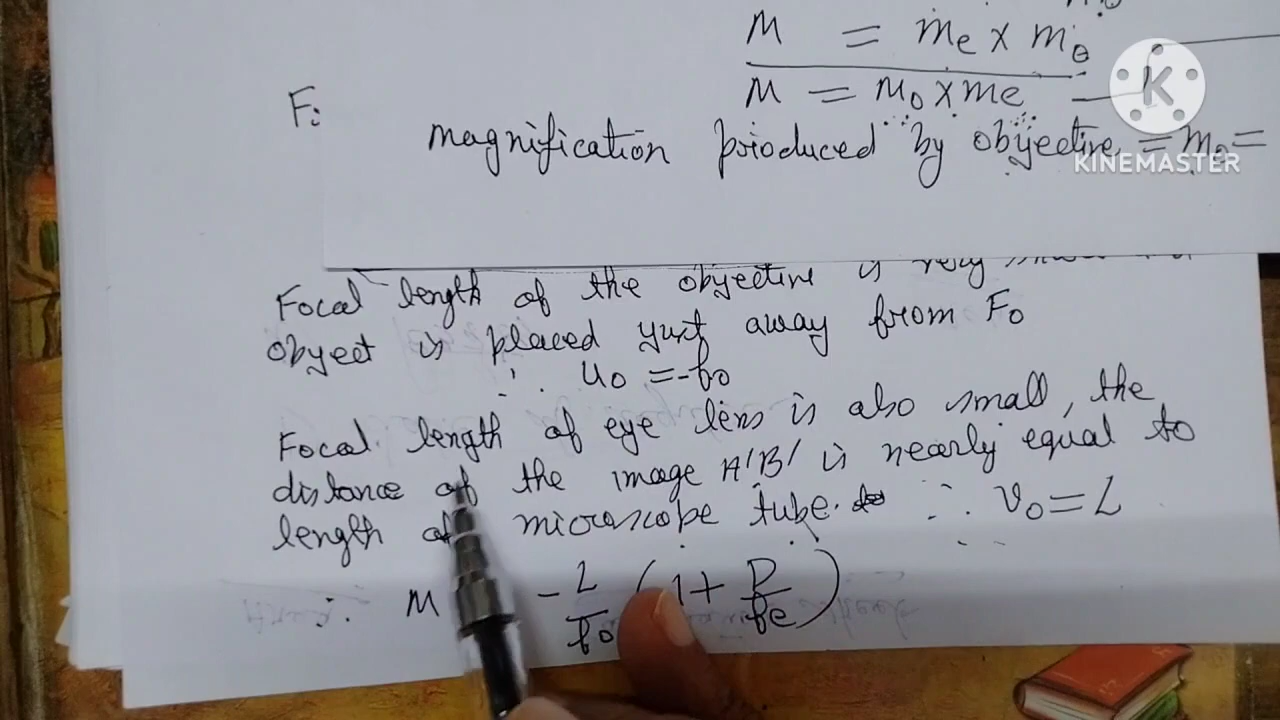 M = me x mo
M = mo x me
F:
magnification produced by objective = mo =
K
KINEMASTER
Focal length of the objective is very
object is placed just away from Fo
∴ uo = -fo
Focal length of eye lens is also small, the
distance of the image A'B' is nearly equal to
length of microscope tube. ∴ vo = L
∴ M - L/fo (1 + D/fe)